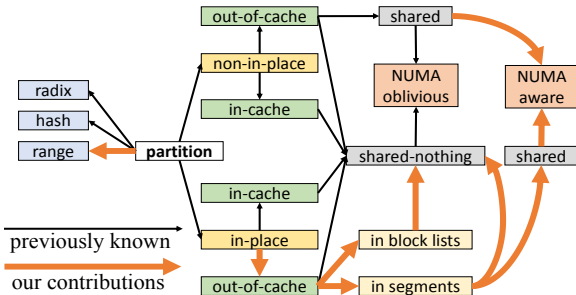 out-of-cache
shared
non-in-place
NUMA
oblivious
NUMA
aware
radix
in-cache
hash
range
partition
shared-nothing
shared
in-cache
previously known
in-place
in block lists
our contributions
out-of-cache
in segments